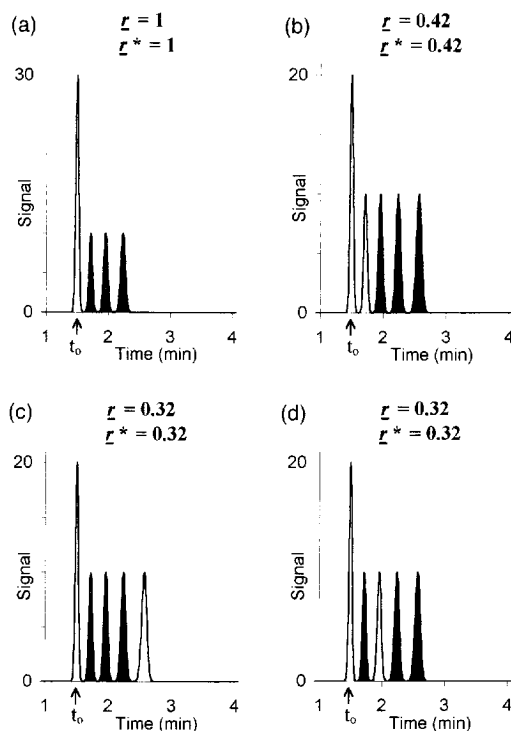 (a)
r = 1
r* = 1
30
Signal
0
1 2 3 4
t₀
Time (min)
(b)
r = 0.42
r* = 0.42
20
Signal
0
1 2 3 4
t₀
Time (min)
(c)
r = 0.32
r* = 0.32
20
Signal
0
1 2 3 4
t₀
Time (min)
(d)
r = 0.32
r* = 0.32
20
Signal
0
1 2 3 4
t₀
Time (min)